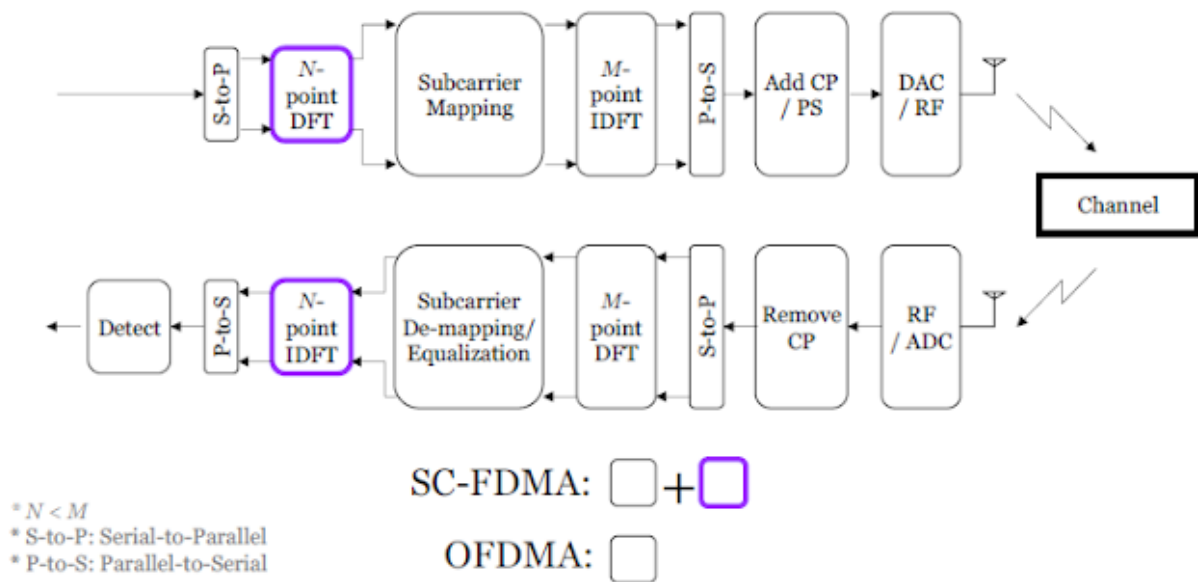 S-to-P
N-
point
DFT
Subcarrier
Mapping
M-
point
IDFT
P-to-S
Add CP
/ PS
DAC
/ RF
Channel
Detect
P-to-S
N-
point
IDFT
Subcarrier
De-mapping/
Equalization
M-
point
DFT
S-to-P
Remove
CP
RF
/ ADC
SC-FDMA: +
OFDMA:
* N < M
* S-to-P: Serial-to-Parallel
* P-to-S: Parallel-to-Serial